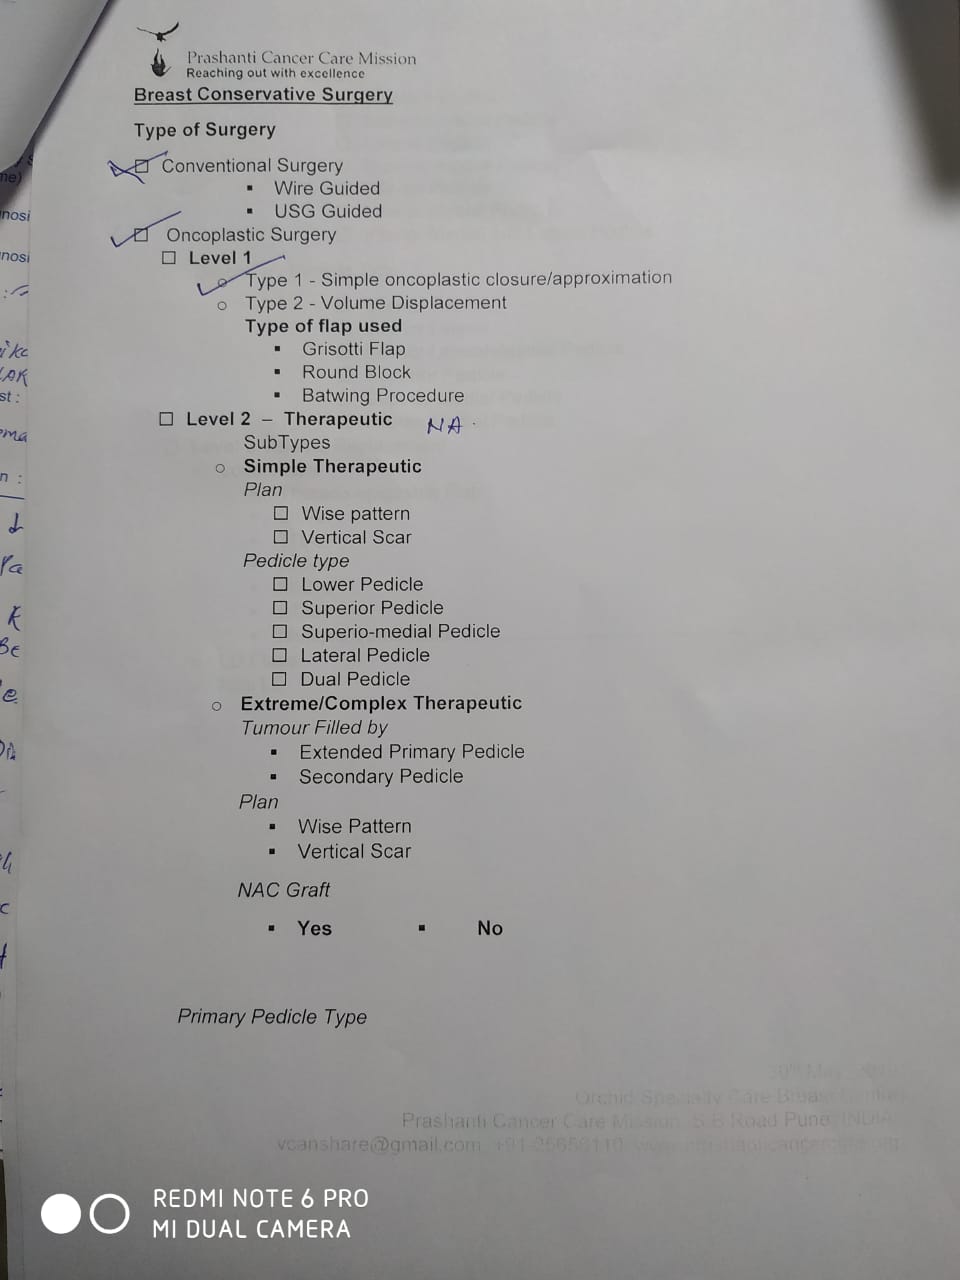 Prashanti Cancer Care Mission
Reaching out with excellence
Breast Conservative Surgery
Type of Surgery
☐ Conventional Surgery
▪ Wire Guided
▪ USG Guided
☐ Oncoplastic Surgery
☐ Level 1
○ Type 1 - Simple oncoplastic closure/approximation
○ Type 2 - Volume Displacement
Type of flap used
▪ Grisotti Flap
▪ Round Block
▪ Batwing Procedure
☐ Level 2 – Therapeutic NA.
SubTypes
○ Simple Therapeutic
Plan
☐ Wise pattern
☐ Vertical Scar
Pedicle type
☐ Lower Pedicle
☐ Superior Pedicle
☐ Superio-medial Pedicle
☐ Lateral Pedicle
☐ Dual Pedicle
○ Extreme/Complex Therapeutic
Tumour Filled by
▪ Extended Primary Pedicle
▪ Secondary Pedicle
Plan
▪ Wise Pattern
▪ Vertical Scar
NAC Graft
▪ Yes ▪ No
Primary Pedicle Type
30th May
Orchid Specialty Care Breast
Prashanti Cancer Care Mission, S.B Road Pune, INDIA
vcanshare@gmail.com
REDMI NOTE 6 PRO
MI DUAL CAMERA